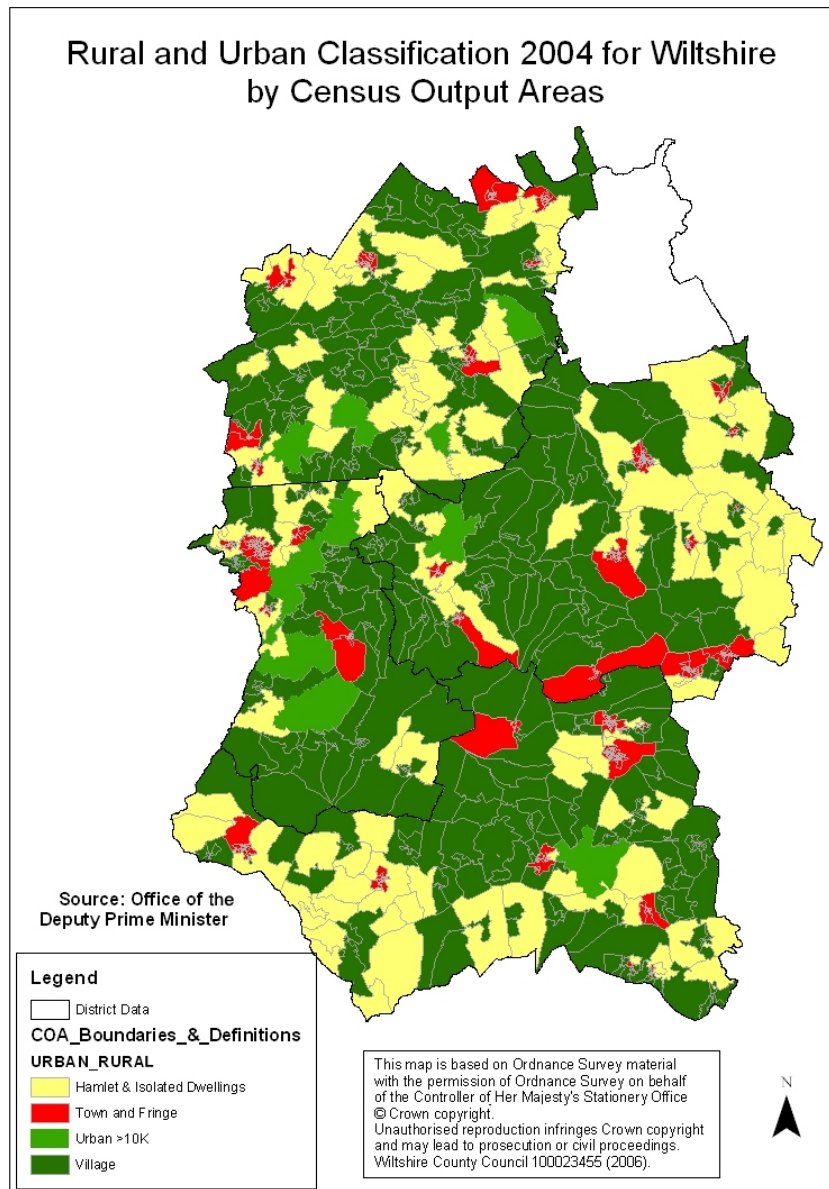 Rural and Urban Classification 2004 for Wiltshire
by Census Output Areas
Source: Office of the
Deputy Prime Minister
Legend
District Data
COA_Boundaries_&_Definitions
URBAN_RURAL
Hamlet & Isolated Dwellings
Town and Fringe
Urban >10K
Village
This map is based on Ordnance Survey material
with the permission of Ordnance Survey on behalf
of the Controller of Her Majesty's Stationery Office
© Crown copyright.
Unauthorised reproduction infringes Crown copyright
and may lead to prosecution or civil proceedings.
Wiltshire County Council 100023455 (2006).
N